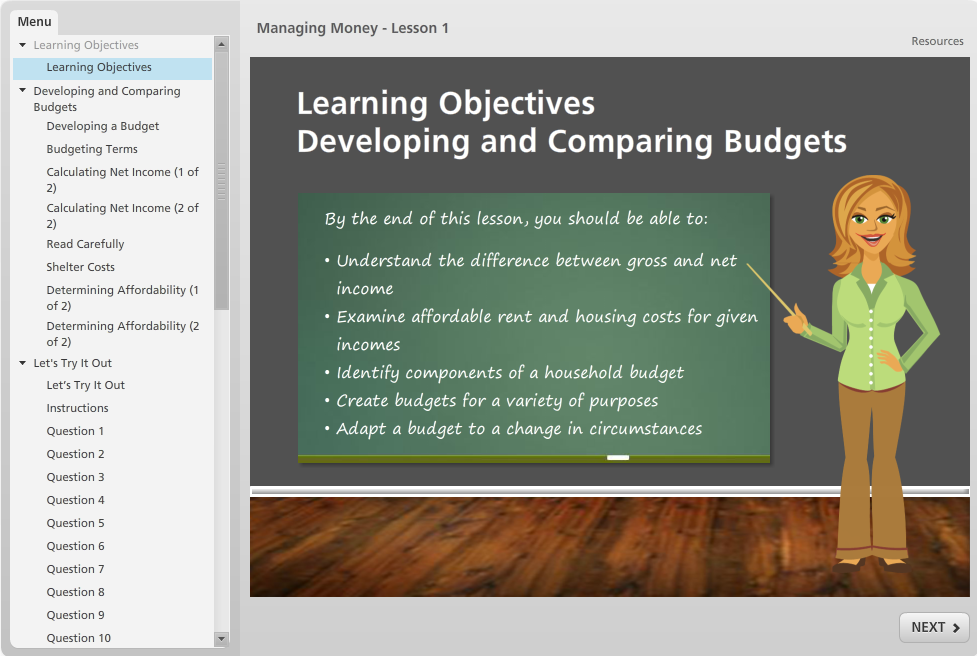 Menu
Learning Objectives
Learning Objectives
Developing and Comparing
Budgets
Developing a Budget
Budgeting Terms
Calculating Net Income (1 of
2)
Calculating Net Income (2 of
2)
Read Carefully
Shelter Costs
Determining Affordability (1
of 2)
Determining Affordability (2
of 2)
Let's Try It Out
Let's Try It Out
Instructions
Question 1
Question 2
Question 3
Question 4
Question 5
Question 6
Question 7
Question 8
Question 9
Question 10
Managing Money - Lesson 1
Resources
Learning Objectives
Developing and Comparing Budgets
By the end of this lesson, you should be able to:
• Understand the difference between gross and net
income
• Examine affordable rent and housing costs for given
incomes
• Identify components of a household budget
• Create budgets for a variety of purposes
• Adapt a budget to a change in circumstances
NEXT